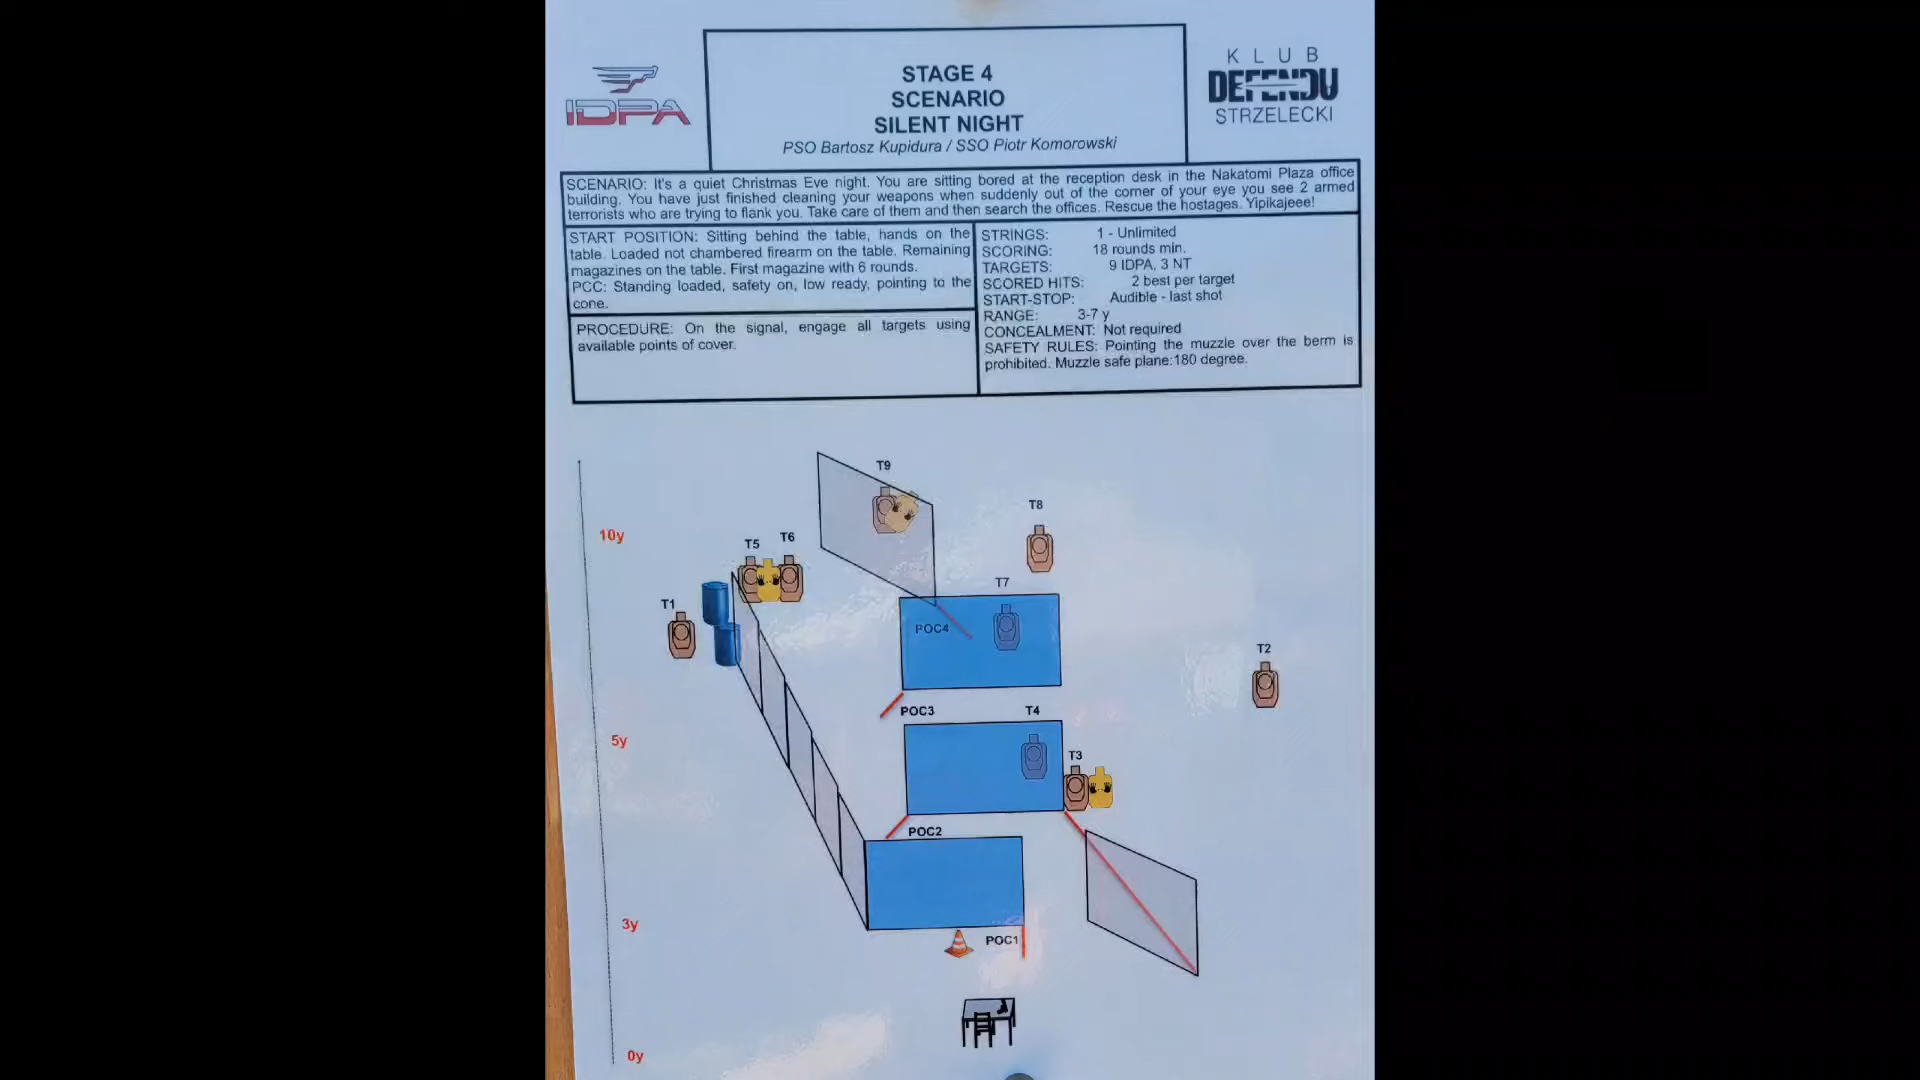 IDPA
STAGE 4
SCENARIO
SILENT NIGHT
PSO Bartosz Kupidura / SSO Piotr Komorowski
KLUB
DEFENDU
STRZELECKI
SCENARIO: It's a quiet Christmas Eve night. You are sitting bored at the reception desk in the Nakatomi Plaza office
building. You have just finished cleaning your weapons when suddenly out of the corner of your eye you see 2 armed
terrorists who are trying to flank you. Take care of them and then search the offices. Rescue the hostages. Yipikajeee!
START POSITION: Sitting behind the table, hands on the
table. Loaded not chambered firearm on the table. Remaining
magazines on the table. First magazine with 6 rounds.
PCC: Standing loaded, safety on, low ready, pointing to the
cone.
PROCEDURE: On the signal, engage all targets using
available points of cover.
STRINGS: 1 - Unlimited
SCORING: 18 rounds min.
TARGETS: 9 IDPA, 3 NT
SCORED HITS: 2 best per target
START-STOP: Audible - last shot
RANGE: 3-7 y
CONCEALMENT: Not required
SAFETY RULES: Pointing the muzzle over the berm is
prohibited. Muzzle safe plane:180 degree.
T9
T8
10y
T5 T6
T7
T1
POC4
T2
POC3
T4
5y
T3
POC2
3y
POC1
0y